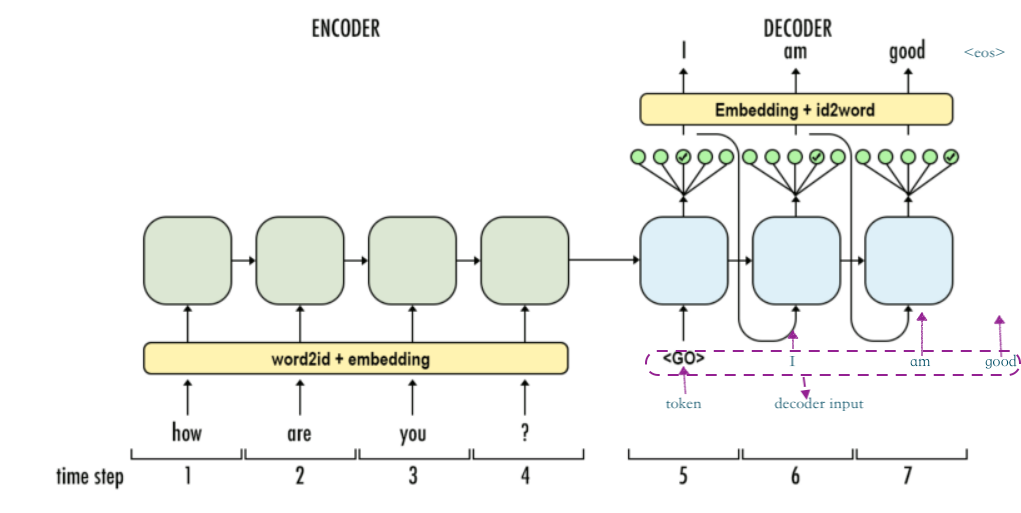 ENCODER
DECODER
I am good <eos>
Embedding + id2word
word2id + embedding
<GO> I am good
token decoder input
how are you ?
time step 1 2 3 4 5 6 7